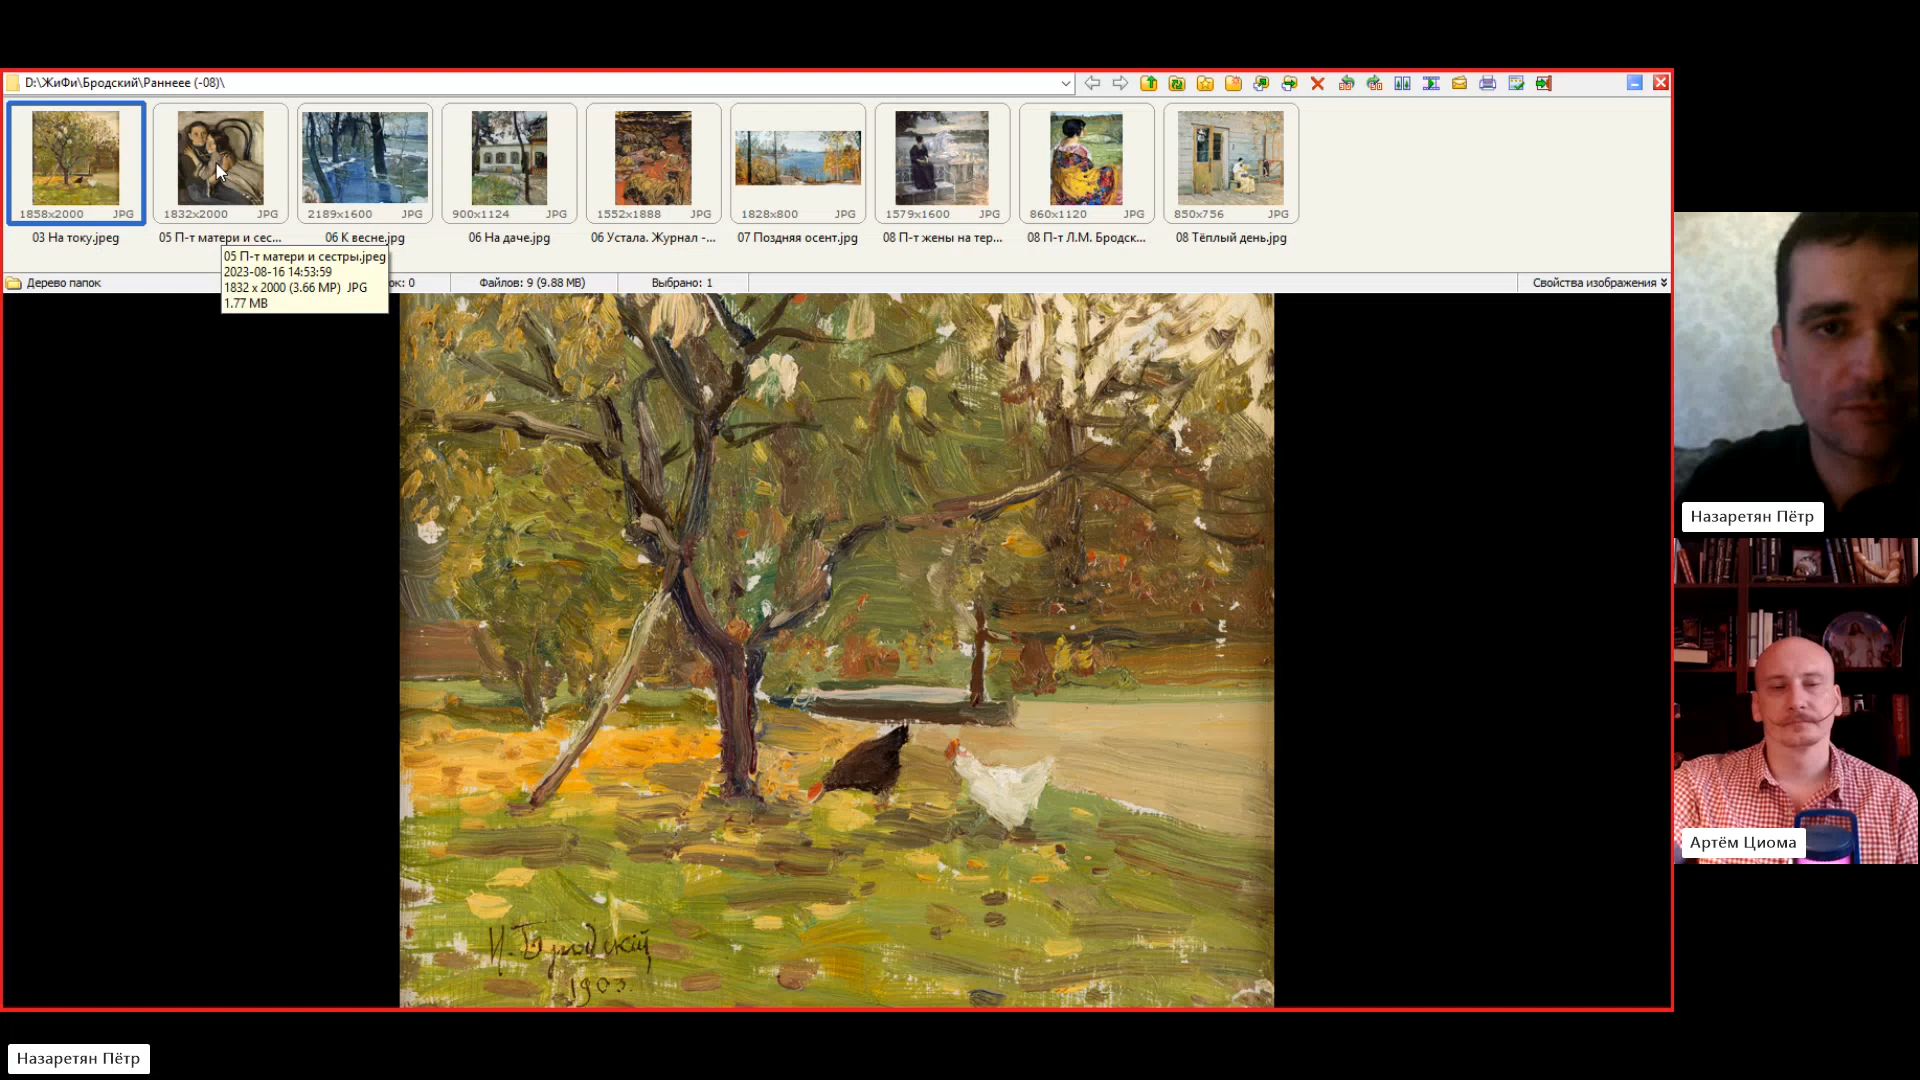 D:\ЖиФи\Бродский\Раннеее (-08)\
1858x2000 JPG
1832x2000 JPG
2189x1600 JPG
900x1124 JPG
1552x1888 JPG
1828x800 JPG
1579x1600 JPG
860x1120 JPG
850x756 JPG
03 На току.jpeg
05 П-т матери и сес...
06 К весне.jpg
06 На даче.jpg
06 Устала. Журнал -...
07 Поздняя осент.jpg
08 П-т жены на тер...
08 П-т Л.М. Бродск...
08 Тёплый день.jpg
05 П-т матери и сестры.jpeg
2023-08-16 14:53:59
1832 x 2000 (3.66 MP) JPG
1.77 MB
Дерево папок
ок: 0
Файлов: 9 (9.88 MB)
Выбрано: 1
Свойства изображения
И. Бродскій
1903.
Назаретян Пётр
Артём Циома
Назаретян Пётр